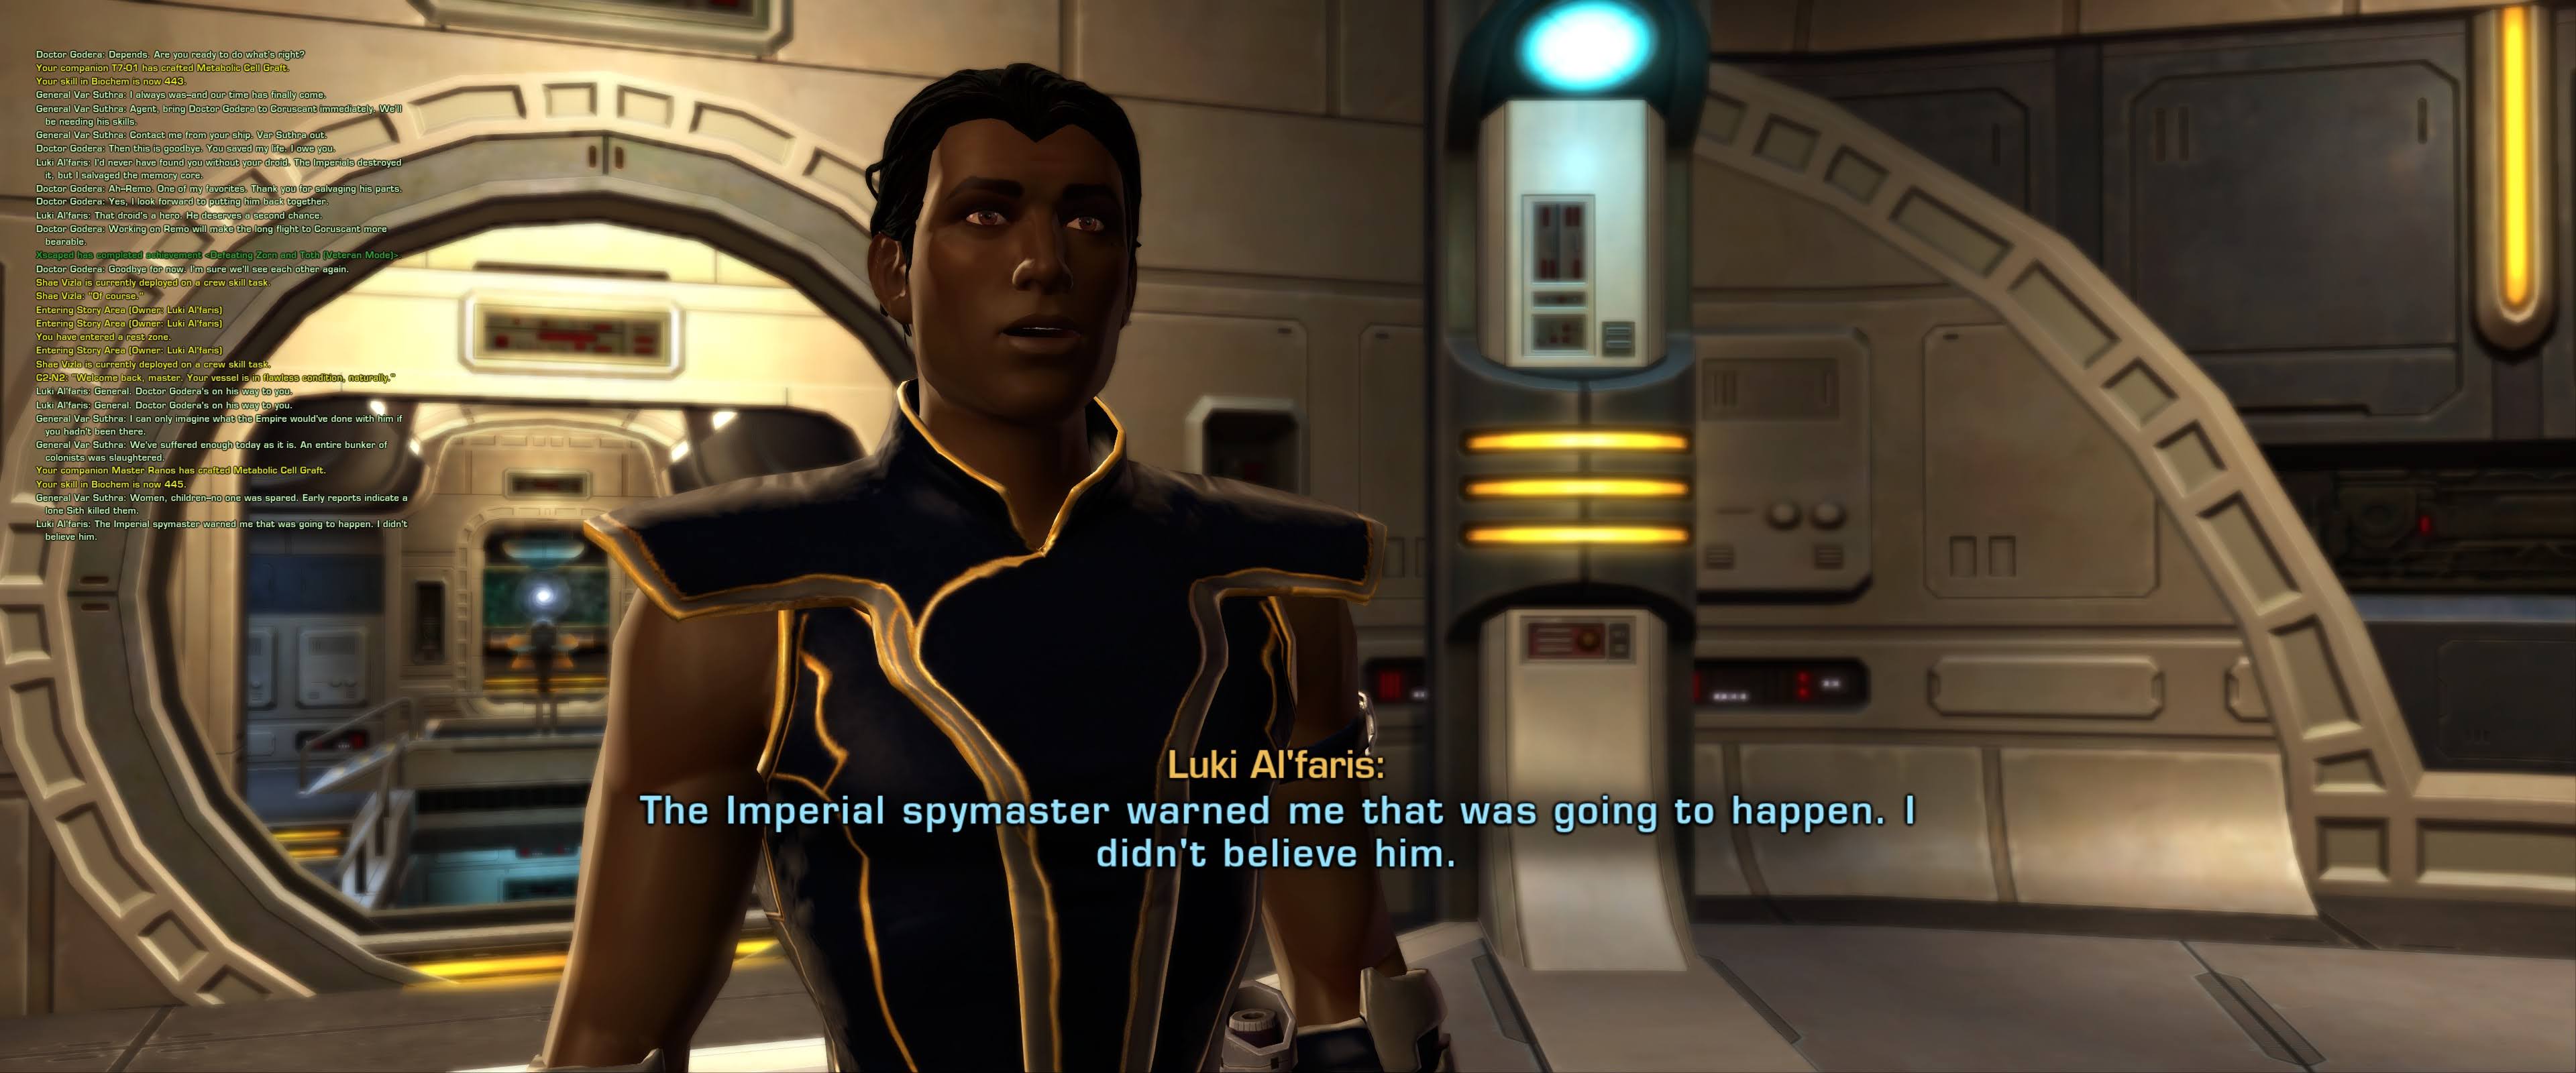 Doctor Godera: Depends. Are you ready to do what's right?
Your companion T7-01 has crafted Metabolic Cell Graft.
Your skill in Biochem is now 443.
General Var Suthra: I always was–and our time has finally come.
General Var Suthra: Agent, bring Doctor Godera to Coruscant immediately. We'll
be needing his skills.
General Var Suthra: Contact me from your ship. Var Suthra out.
Doctor Godera: Then this is goodbye. You saved my life. I owe you.
Luki Al'faris: I'd never have found you without your droid. The Imperials destroyed
it, but I salvaged the memory core.
Doctor Godera: Ah–Remo. One of my favorites. Thank you for salvaging his parts.
Doctor Godera: Yes, I look forward to putting him back together.
Luki Al'faris: That droid's a hero. He deserves a second chance.
Doctor Godera: Working on Remo will make the long flight to Coruscant more
bearable.
Xscaped has completed achievement <Defeating Zorn and Toth (Veteran Mode)>.
Doctor Godera: Goodbye for now. I'm sure we'll see each other again.
Shae Vizla is currently deployed on a crew skill task.
Shae Vizla: "Of course."
Entering Story Area (Owner: Luki Al'faris)
Entering Story Area (Owner: Luki Al'faris)
You have entered a rest zone.
Entering Story Area (Owner: Luki Al'faris)
Shae Vizla is currently deployed on a crew skill task.
C2-N2: "Welcome back, master. Your vessel is in flawless condition, naturally."
Luki Al'faris: General. Doctor Godera's on his way to you.
Luki Al'faris: General. Doctor Godera's on his way to you.
General Var Suthra: I can only imagine what the Empire would've done with him if
you hadn't been there.
General Var Suthra: We've suffered enough today as it is. An entire bunker of
colonists was slaughtered.
Your companion Master Ranos has crafted Metabolic Cell Graft.
Your skill in Biochem is now 445.
General Var Suthra: Women, children–no one was spared. Early reports indicate a
lone Sith killed them.
Luki Al'faris: The Imperial spymaster warned me that was going to happen. I didn't
believe him.
Luki Al'faris:
The Imperial spymaster warned me that was going to happen. I
didn't believe him.